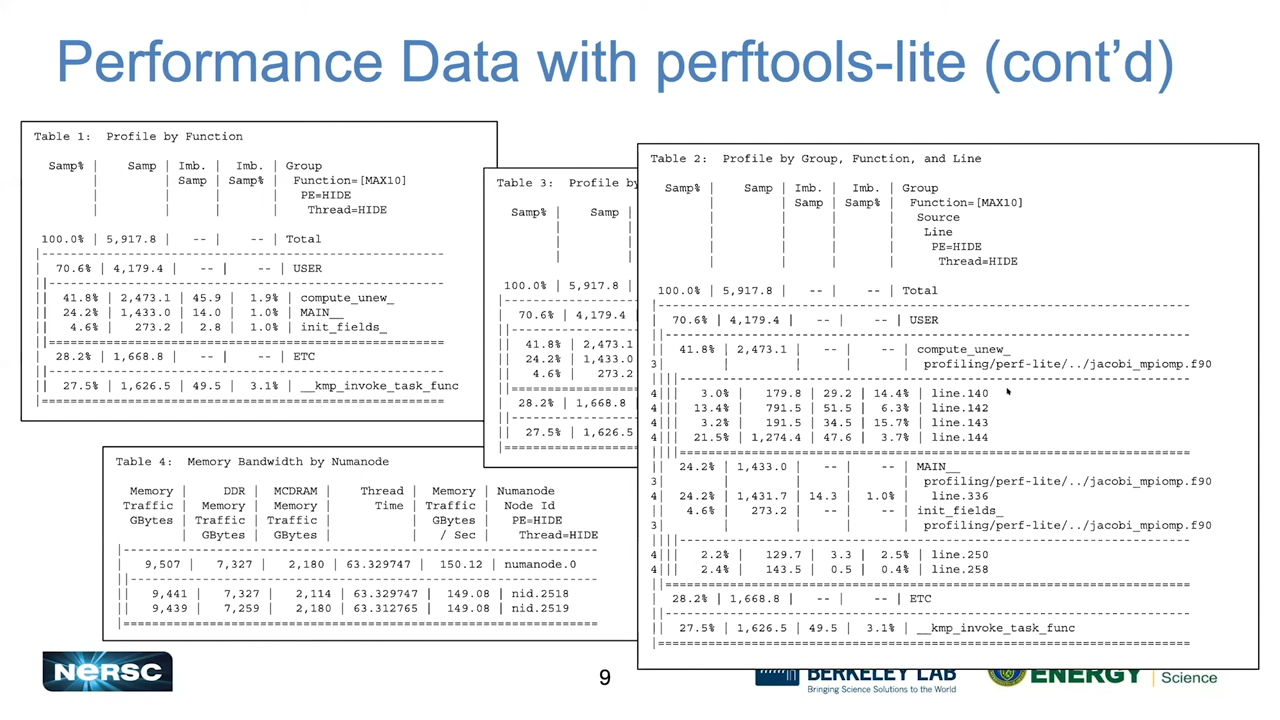 Performance Data with perftools-lite (cont'd)
Table 1: Profile by Function
Samp% | Samp | Imb. | Imb. | Group
| | Samp | Samp% | Function=[MAX10]
| | | | PE=HIDE
| | | | Thread=HIDE
100.0% | 5,917.8 | -- | -- | Total
|----------------------------------------------------
| 70.6% | 4,179.4 | -- | -- | USER
||---------------------------------------------------
|| 41.8% | 2,473.1 | 45.9 | 1.9% | compute_unew_
|| 24.2% | 1,433.0 | 14.0 | 1.0% | MAIN__
|| 4.6% | 273.2 | 2.8 | 1.0% | init_fields_
||===================================================
| 28.2% | 1,668.8 | -- | -- | ETC
||---------------------------------------------------
|| 27.5% | 1,626.5 | 49.5 | 3.1% | __kmp_invoke_task_func
|====================================================
Table 3: Profile by
Samp% | Samp |
| |
| |
| |
100.0% | 5,917.8
|-----------------
| 70.6% | 4,179.4
||----------------
|| 41.8% | 2,473.1
|| 24.2% | 1,433.0
|| 4.6% | 273.2
||================
| 28.2% | 1,668.8
||----------------
|| 27.5% | 1,626.5
|=================
Table 2: Profile by Group, Function, and Line
Samp% | Samp | Imb. | Imb. | Group
| | Samp | Samp% | Function=[MAX10]
| | | | Source
| | | | Line
| | | | PE=HIDE
| | | | Thread=HIDE
100.0% | 5,917.8 | -- | -- | Total
|--------------------------------------------------------------------
| 70.6% | 4,179.4 | -- | -- | USER
||-------------------------------------------------------------------
|| 41.8% | 2,473.1 | -- | -- | compute_unew_
3| | | | | profiling/perf-lite/../jacobi_mpiomp.f90
||||-----------------------------------------------------------------
4||| 3.0% | 179.8 | 29.2 | 14.4% | line.140
4||| 13.4% | 791.5 | 51.5 | 6.3% | line.142
4||| 3.2% | 191.5 | 34.5 | 15.7% | line.143
4||| 21.5% | 1,274.4 | 47.6 | 3.7% | line.144
||||=================================================================
|| 24.2% | 1,433.0 | -- | -- | MAIN__
3| | | | | profiling/perf-lite/../jacobi_mpiomp.f90
4| 24.2% | 1,431.7 | 14.3 | 1.0% | line.336
|| 4.6% | 273.2 | -- | -- | init_fields_
3| | | | | profiling/perf-lite/../jacobi_mpiomp.f90
||||-----------------------------------------------------------------
4||| 2.2% | 129.7 | 3.3 | 2.5% | line.250
4||| 2.4% | 143.5 | 0.5 | 0.4% | line.258
||===================================================================
| 28.2% | 1,668.8 | -- | -- | ETC
||-------------------------------------------------------------------
|| 27.5% | 1,626.5 | 49.5 | 3.1% | __kmp_invoke_task_func
|====================================================================
Table 4: Memory Bandwidth by Numanode
Memory | DDR | MCDRAM | Thread | Memory | Numanode
Traffic | Memory | Memory | Time | Traffic | Node Id
GBytes | Traffic | Traffic | | GBytes | PE=HIDE
| GBytes | GBytes | | / Sec | Thread=HIDE
|-------------------------------------------------------------
| 9,507 | 7,327 | 2,180 | 63.329747 | 150.12 | numanode.0
||------------------------------------------------------------
|| 9,441 | 7,327 | 2,114 | 63.329747 | 149.08 | nid.2518
|| 9,439 | 7,259 | 2,180 | 63.312765 | 149.08 | nid.2519
|=============================================================
NERSC
9
BERKELEY LAB
Bringing Science Solutions to the World
ENERGY
Science